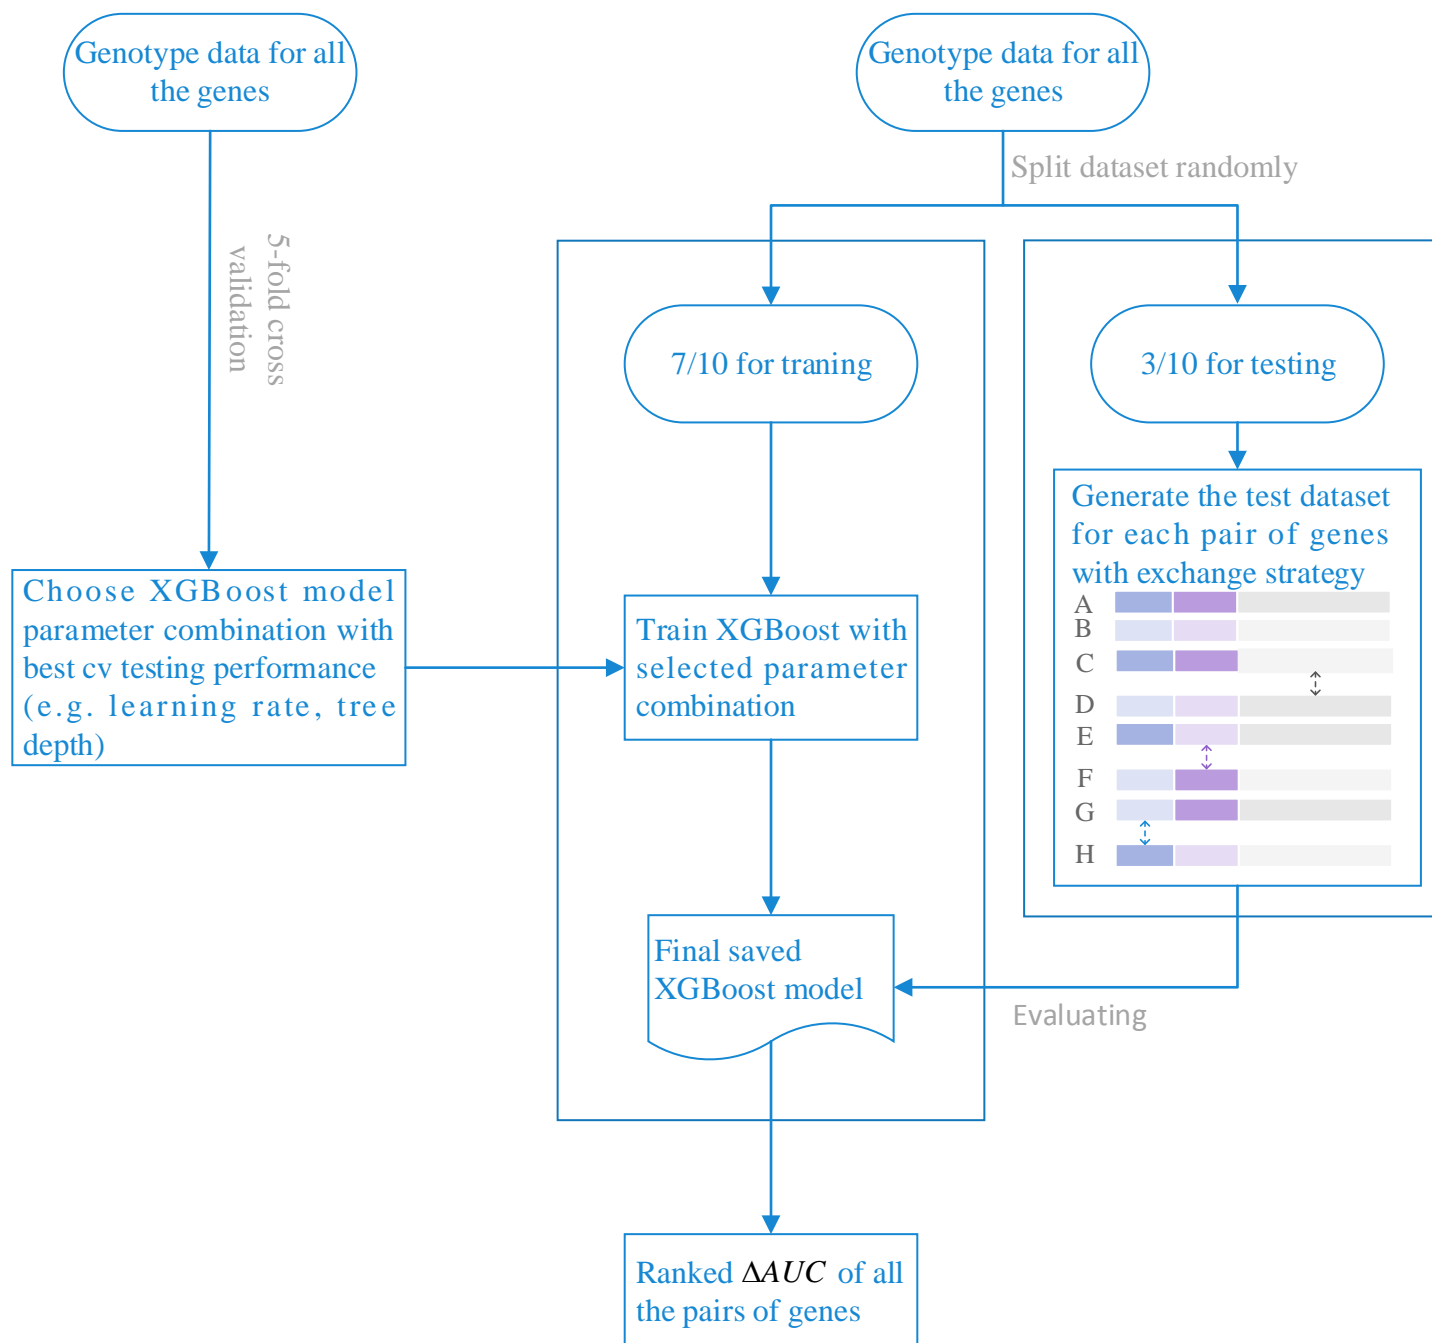 Genotype data for all
the genes
5-fold cross
validation
Choose XGBoost model
parameter combination with
best cv testing performance
(e.g. learning rate, tree
depth)
Genotype data for all
the genes
Split dataset randomly
7/10 for traning
Train XGBoost with
selected parameter
combination
Final saved
XGBoost model
3/10 for testing
Generate the test dataset
for each pair of genes
with exchange strategy
A
B
C
D
E
F
G
H
Evaluating
Ranked ΔAUC of all
the pairs of genes